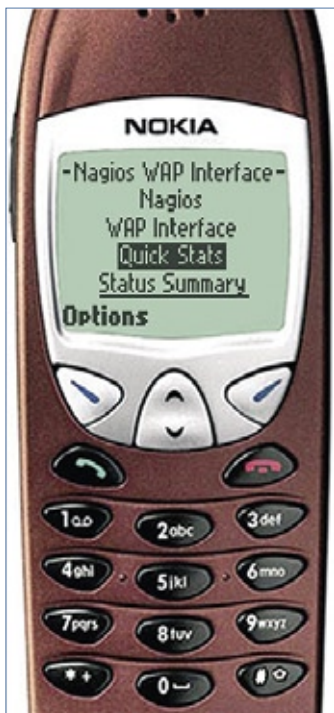 NOKIA
-Nagios WAP Interface-
Nagios
WAP Interface
Quick Stats
Status Summary
Options
1
2abc
3def
4ghi
5jkl
6mno
7pqrs
8tuv
9wxyz
* +
0
#